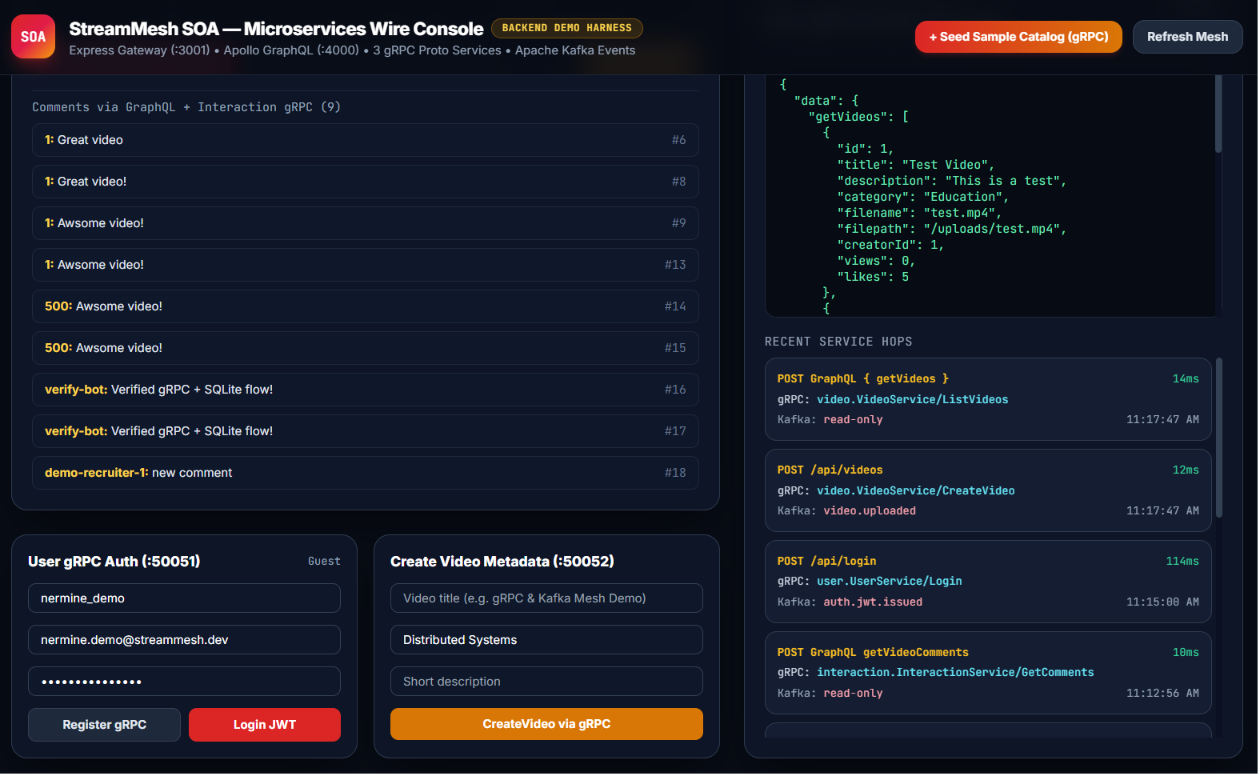 SOA
StreamMesh SOA — Microservices Wire Console
BACKEND DEMO HARNESS
Express Gateway (:3001) • Apollo GraphQL (:4000) • 3 gRPC Proto Services • Apache Kafka Events
+ Seed Sample Catalog (gRPC)
Refresh Mesh
Comments via GraphQL + Interaction gRPC (9)
1: Great video #6
1: Great video! #8
1: Awsome video! #9
1: Awsome video! #13
500: Awsome video! #14
500: Awsome video! #15
verify-bot: Verified gRPC + SQLite flow! #16
verify-bot: Verified gRPC + SQLite flow! #17
demo-recruiter-1: new comment #18
User gRPC Auth (:50051) Guest
nermine_demo
nermine.demo@streammesh.dev
•••••••••••••••
Register gRPC
Login JWT
Create Video Metadata (:50052)
Video title (e.g. gRPC & Kafka Mesh Demo)
Distributed Systems
Short description
CreateVideo via gRPC
{
"data": {
"getVideos": [
{
"id": 1,
"title": "Test Video",
"description": "This is a test",
"category": "Education",
"filename": "test.mp4",
"filepath": "/uploads/test.mp4",
"creatorId": 1,
"views": 0,
"likes": 5
},
{
RECENT SERVICE HOPS
POST GraphQL { getVideos } 14ms
gRPC: video.VideoService/ListVideos
Kafka: read-only 11:17:47 AM
POST /api/videos 12ms
gRPC: video.VideoService/CreateVideo
Kafka: video.uploaded 11:17:47 AM
POST /api/login 114ms
gRPC: user.UserService/Login
Kafka: auth.jwt.issued 11:15:00 AM
POST GraphQL getVideoComments 10ms
gRPC: interaction.InteractionService/GetComments
Kafka: read-only 11:12:56 AM